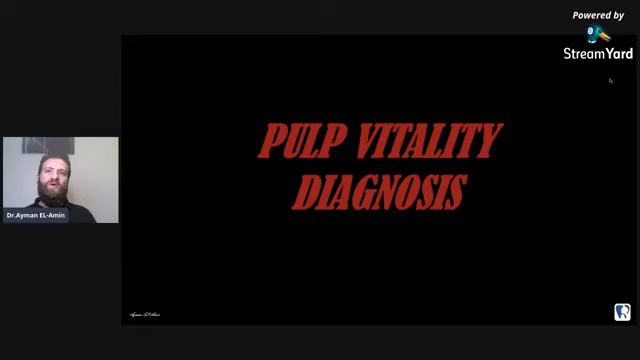 Powered by
StreamYard
PULP VITALITY
DIAGNOSIS
Dr.Ayman EL-Amin